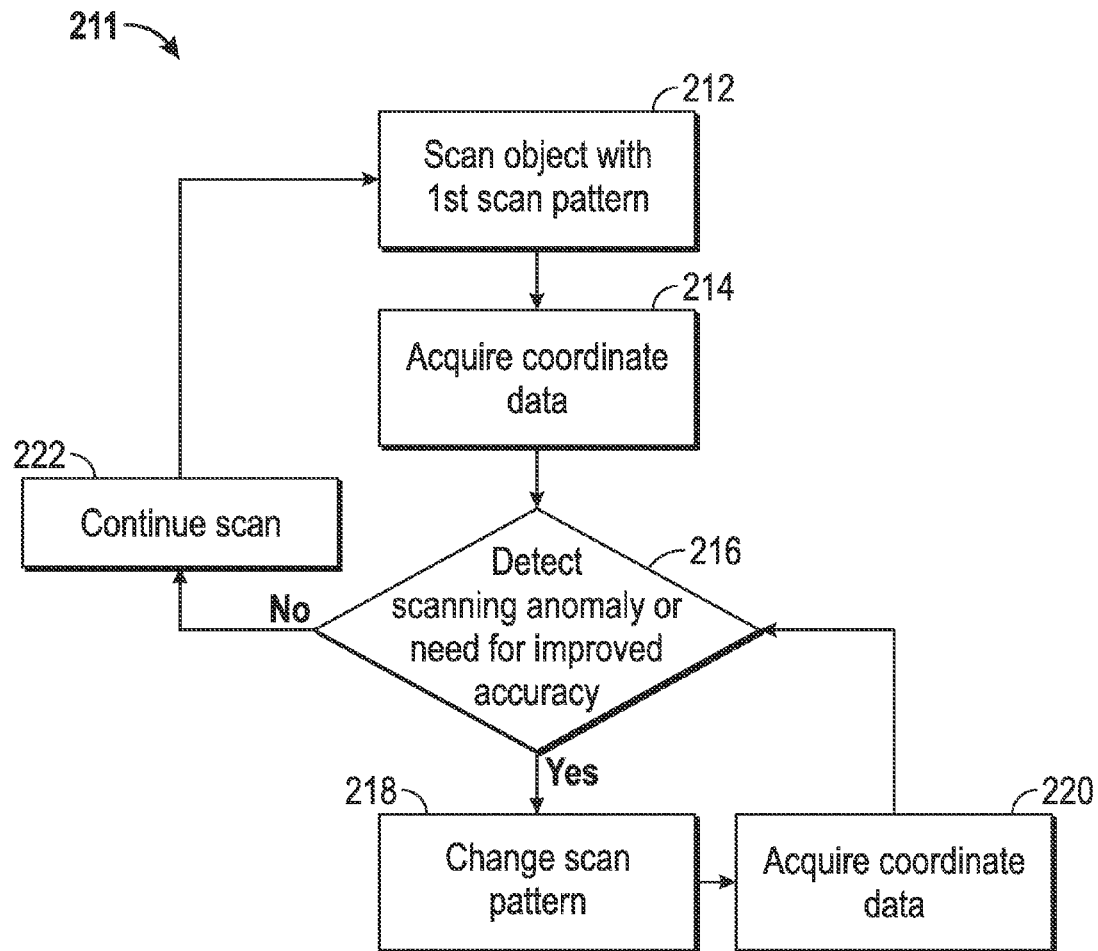 211
212
Scan object with
1st scan pattern
214
Acquire coordinate
data
222
Continue scan
216
Detect
scanning anomaly or
need for improved
accuracy
No
Yes
218
Change scan
pattern
220
Acquire coordinate
data